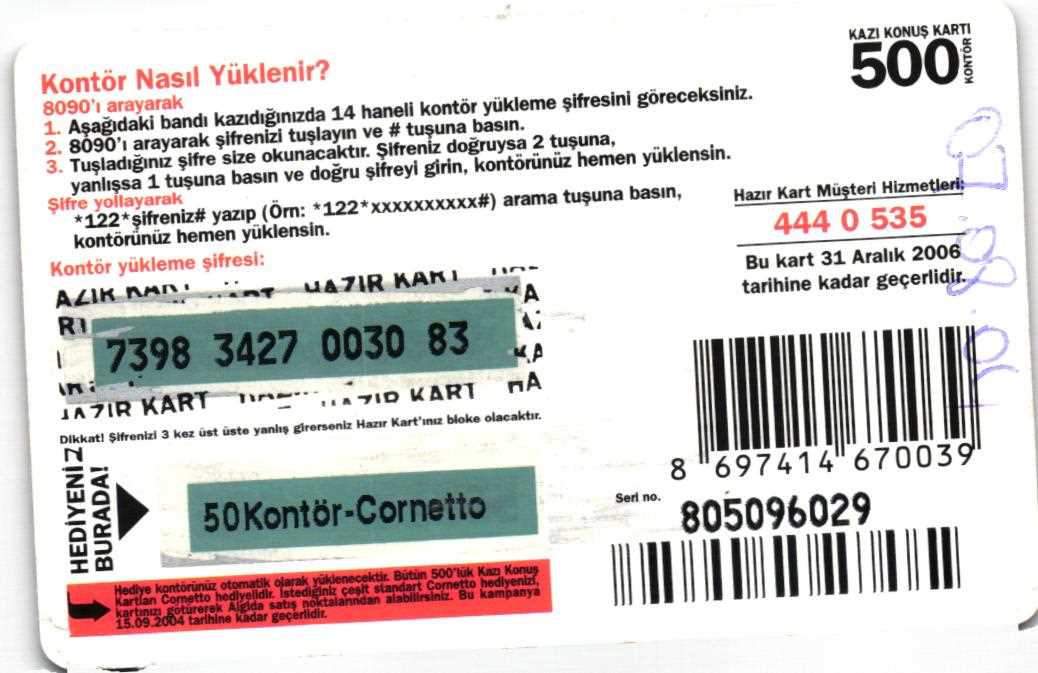 KAZI KONUŞ KARTI
500
KONTÖR
Kontör Nasıl Yüklenir?
8090'ı arayarak
1. Aşağıdaki bandı kazıdığınızda 14 haneli kontör yükleme şifresini göreceksiniz.
2. 8090'ı arayarak şifrenizi tuşlayın ve # tuşuna basın.
3. Tuşladığınız şifre size okunacaktır. Şifreniz doğruysa 2 tuşuna,
yanlışsa 1 tuşuna basın ve doğru şifreyi girin, kontörünüz hemen yüklensin.
Şifre yollayarak
*122*şifreniz# yazıp (Örn: *122*xxxxxxxxxx#) arama tuşuna basın,
kontörünüz hemen yüklensin.
Hazır Kart Müşteri Hizmetleri:
444 0 535
Bu kart 31 Aralık 2006
tarihine kadar geçerlidir.
Kontör yükleme şifresi:
HAZIR KART
7398 3427 0030 83
HAZIR KART HAZIR KART HA
Dikkat! Şifrenizi 3 kez üst üste yanlış girerseniz Hazır Kart'ınız bloke olacaktır.
8 697414 670039
HEDİYENİZ
BURADA!
50Kontör-Cornetto
Seri no.
805096029
Hediye kontörünüz otomatik olarak yüklenecektir. Bütün 500'lük Kazı Konuş
Kartları Cornetto hediyelidir. İstediğiniz çeşit standart Cornetto hediyenizi,
kartınızı götürerek Algida satış noktalarından alabilirsiniz. Bu kampanya
15.09.2004 tarihine kadar geçerlidir.